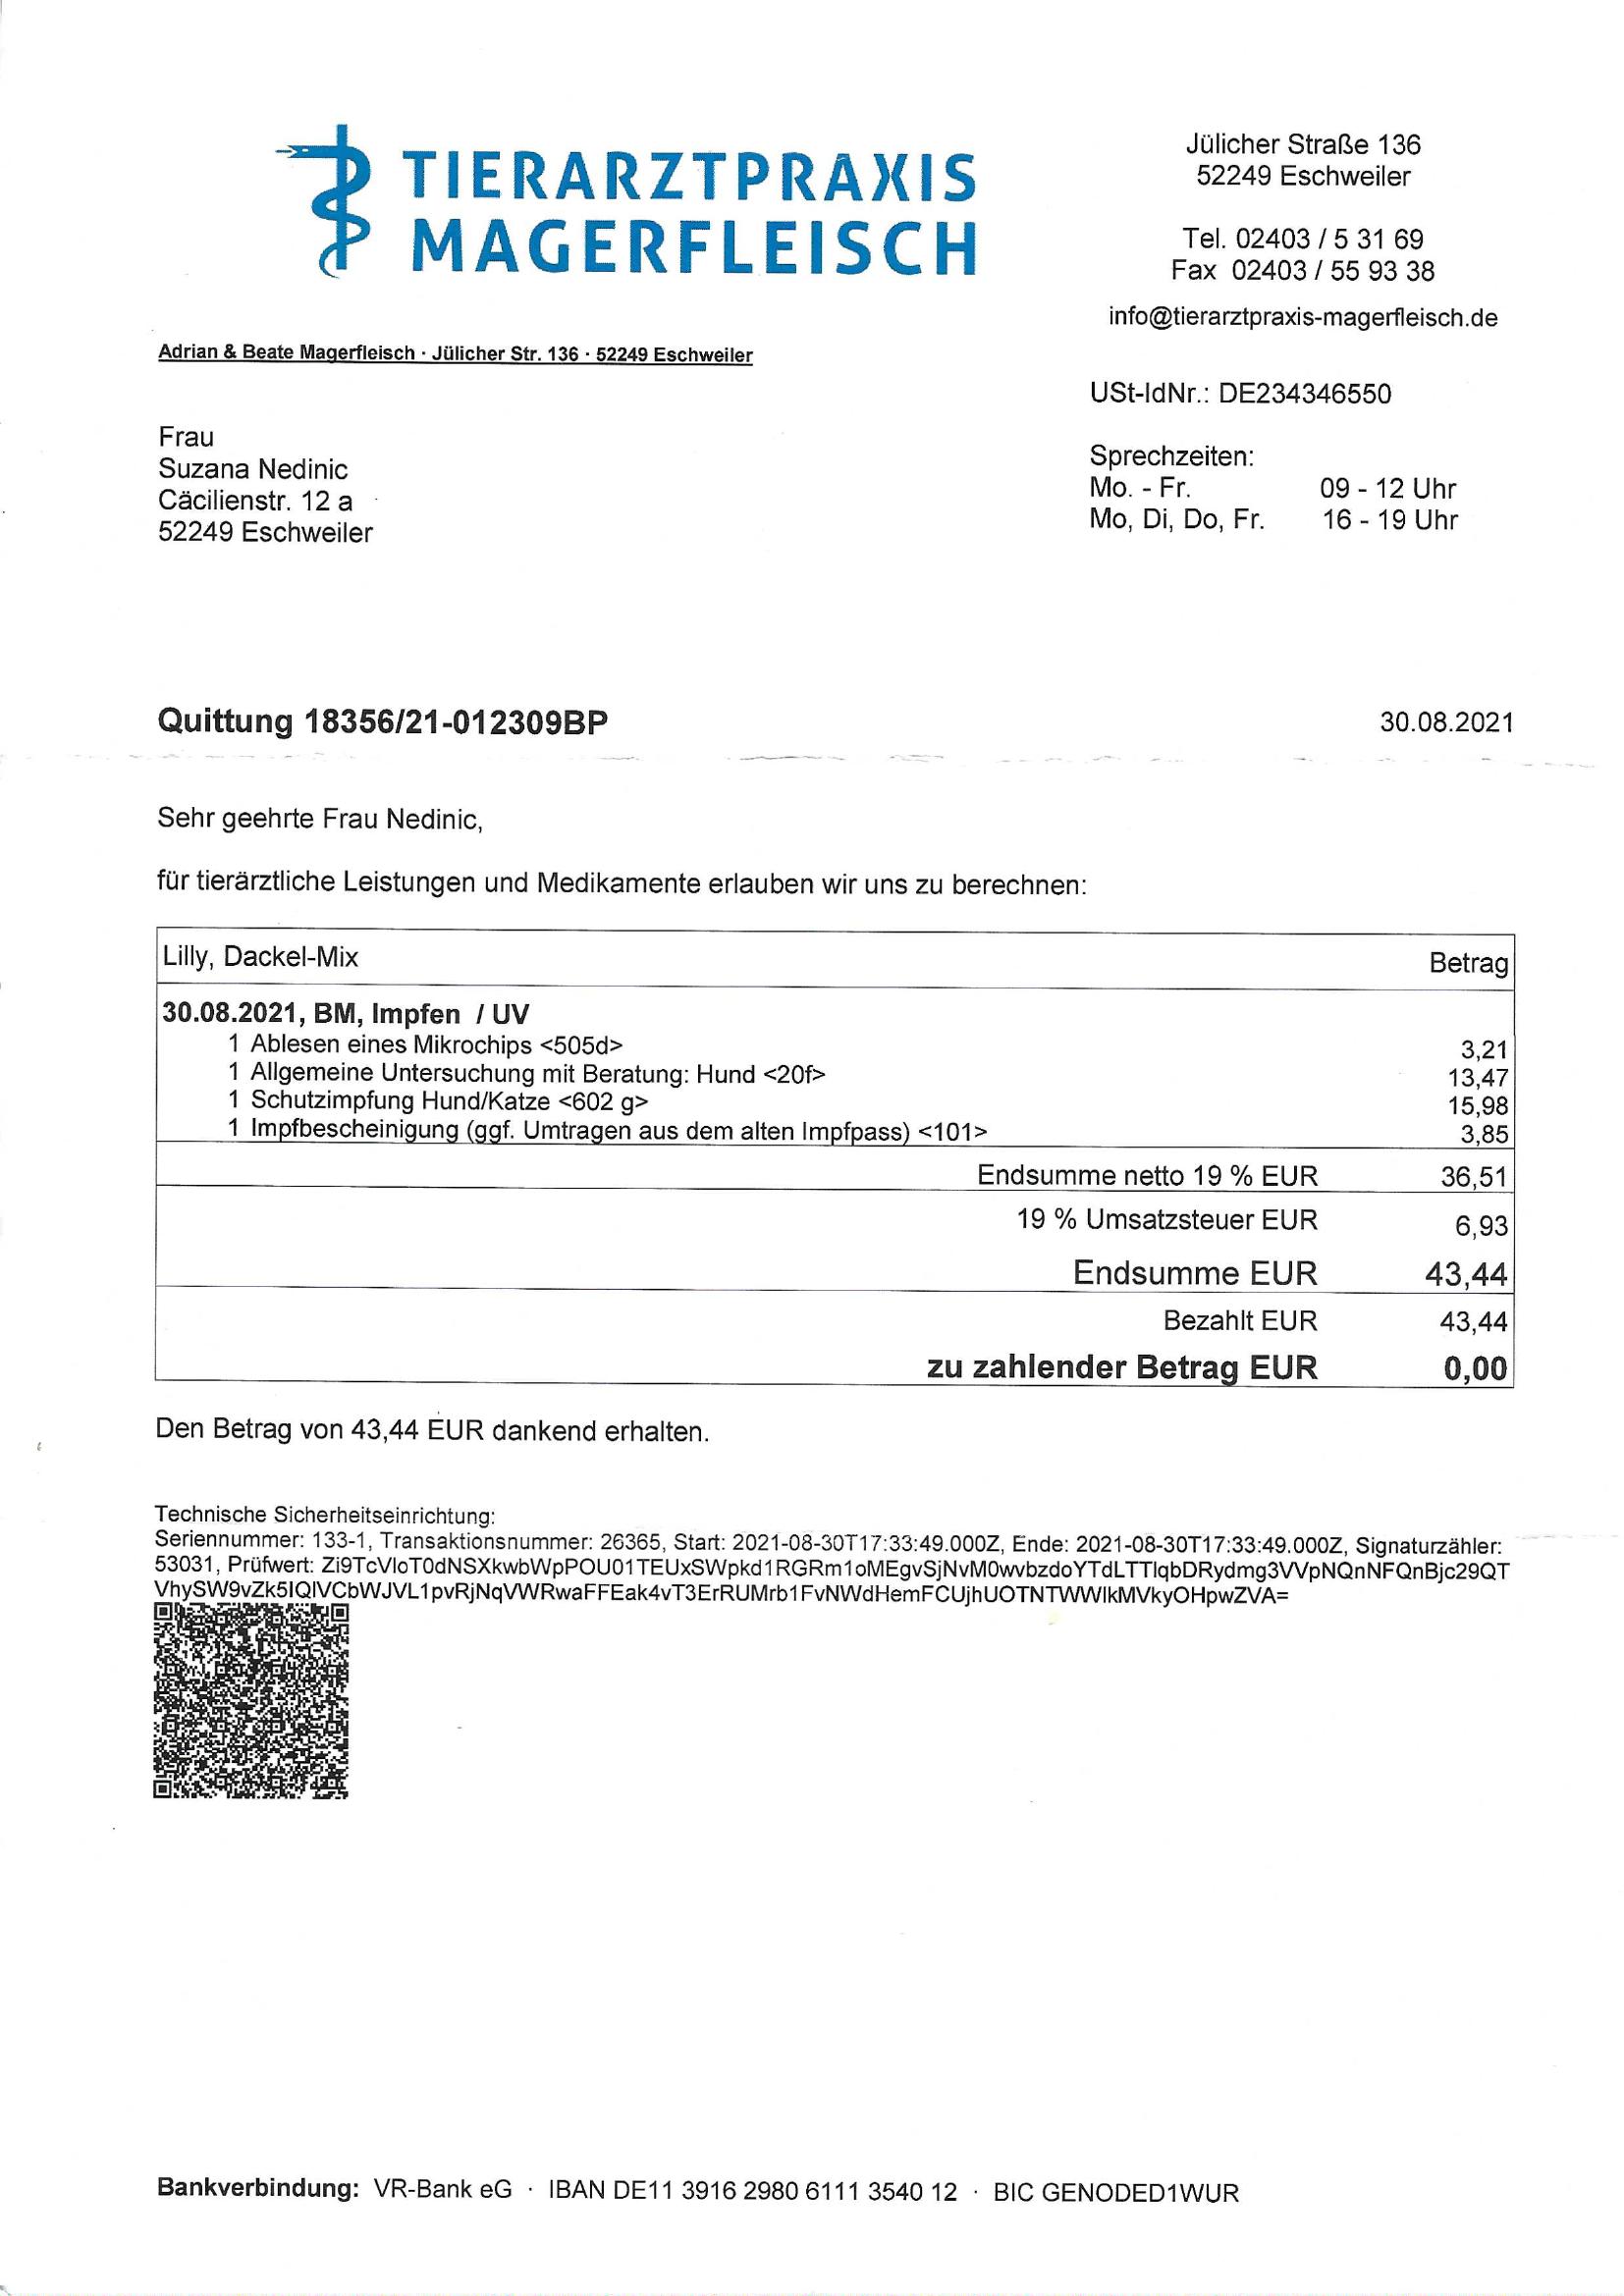 TIERARZTPRAXIS
MAGERFLEISCH
Jülicher Straße 136
52249 Eschweiler
Tel. 02403 / 5 31 69
Fax 02403 / 55 93 38
info@tierarztpraxis-magerfleisch.de
Adrian & Beate Magerfleisch · Jülicher Str. 136 · 52249 Eschweiler
USt-IdNr.: DE234346550
Frau
Suzana Nedinic
Cäcilienstr. 12 a
52249 Eschweiler
Sprechzeiten:
Mo. - Fr. 09 - 12 Uhr
Mo, Di, Do, Fr. 16 - 19 Uhr
Quittung 18356/21-012309BP 30.08.2021
Sehr geehrte Frau Nedinic,
für tierärztliche Leistungen und Medikamente erlauben wir uns zu berechnen:
Lilly, Dackel-Mix Betrag
30.08.2021, BM, Impfen / UV
1 Ablesen eines Mikrochips <505d> 3,21
1 Allgemeine Untersuchung mit Beratung: Hund <20f> 13,47
1 Schutzimpfung Hund/Katze <602 g> 15,98
1 Impfbescheinigung (ggf. Umtragen aus dem alten Impfpass) <101> 3,85
Endsumme netto 19 % EUR 36,51
19 % Umsatzsteuer EUR 6,93
Endsumme EUR 43,44
Bezahlt EUR 43,44
zu zahlender Betrag EUR 0,00
Den Betrag von 43,44 EUR dankend erhalten.
Technische Sicherheitseinrichtung:
Seriennummer: 133-1, Transaktionsnummer: 26365, Start: 2021-08-30T17:33:49.000Z, Ende: 2021-08-30T17:33:49.000Z, Signaturzähler:
53031, Prüfwert:
Bankverbindung: VR-Bank eG · IBAN DE11 3916 2980 6111 3540 12 · BIC GENODED1WUR